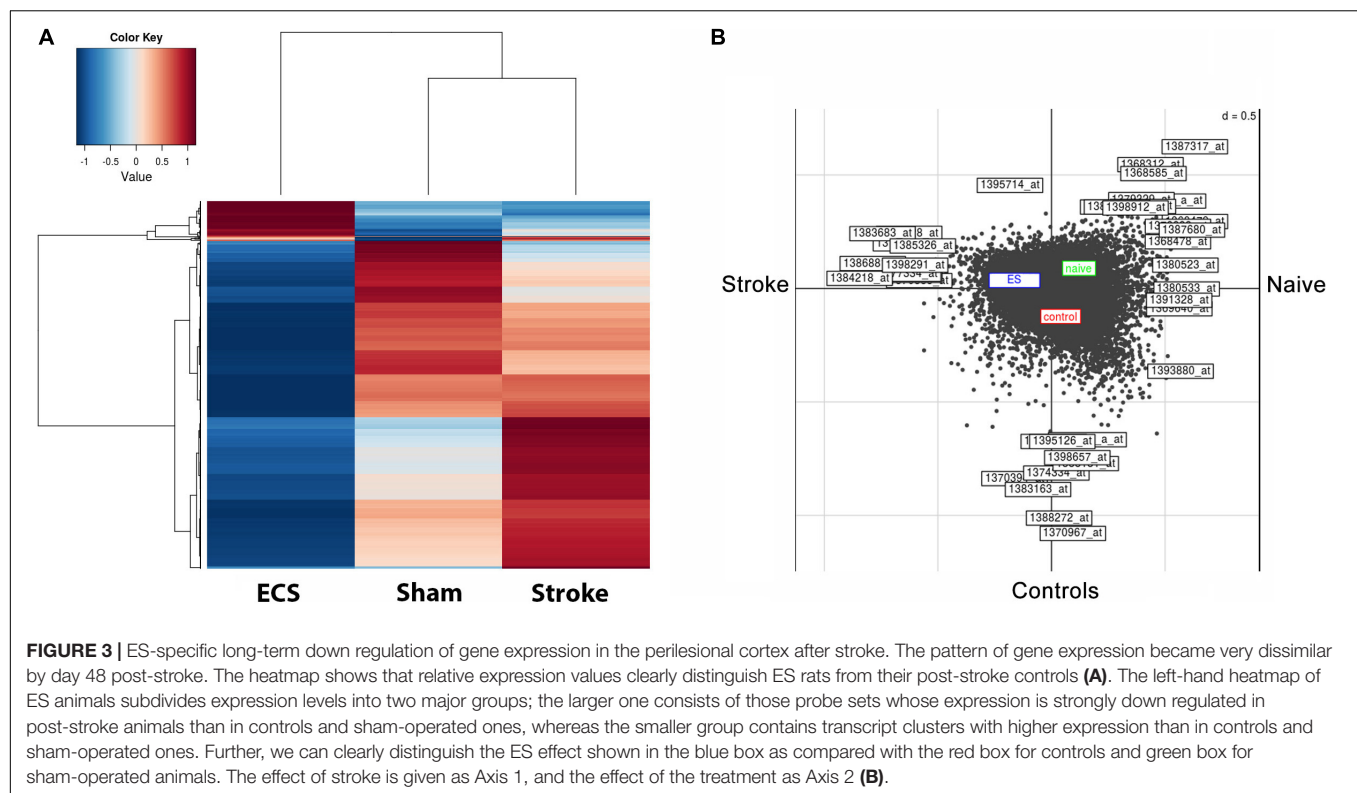 A
Color Key
-1 -0.5 0 0.5 1
Value
ECS Sham Stroke
B
d = 0.5
1387317_at
1368312_at
1368585_at
1395714_at
_a_at
1398912_at
1383683_at 8_at
1385326_at
1387680_at
1368478_at
138688
1398291_at
1384218_at
1380523_at
naive
ES
Stroke
Naive
1380533_at
1391328_at
control
1393880_at
1395126_at _a_at
1398657_at
1374334_at
1383163_at
1388272_at
1370967_at
Controls
FIGURE 3 | ES-specific long-term down regulation of gene expression in the perilesional cortex after stroke. The pattern of gene expression became very dissimilar
by day 48 post-stroke. The heatmap shows that relative expression values clearly distinguish ES rats from their post-stroke controls (A). The left-hand heatmap of
ES animals subdivides expression levels into two major groups; the larger one consists of those probe sets whose expression is strongly down regulated in
post-stroke animals than in controls and sham-operated ones, whereas the smaller group contains transcript clusters with higher expression than in controls and
sham-operated ones. Further, we can clearly distinguish the ES effect shown in the blue box as compared with the red box for controls and green box for
sham-operated animals. The effect of stroke is given as Axis 1, and the effect of the treatment as Axis 2 (B).